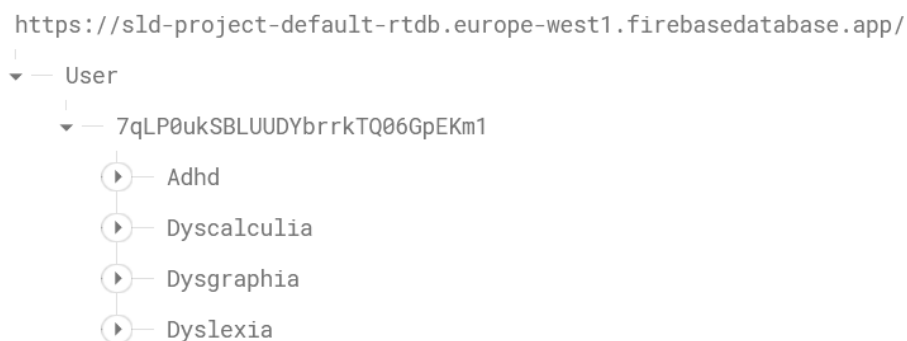 https://sld-project-default-rtdb.europe-west1.firebasedatabase.app/
User
7qLP0ukSBLUUDYbrrkTQ06GpEKm1
Adhd
Dyscalculia
Dysgraphia
Dyslexia